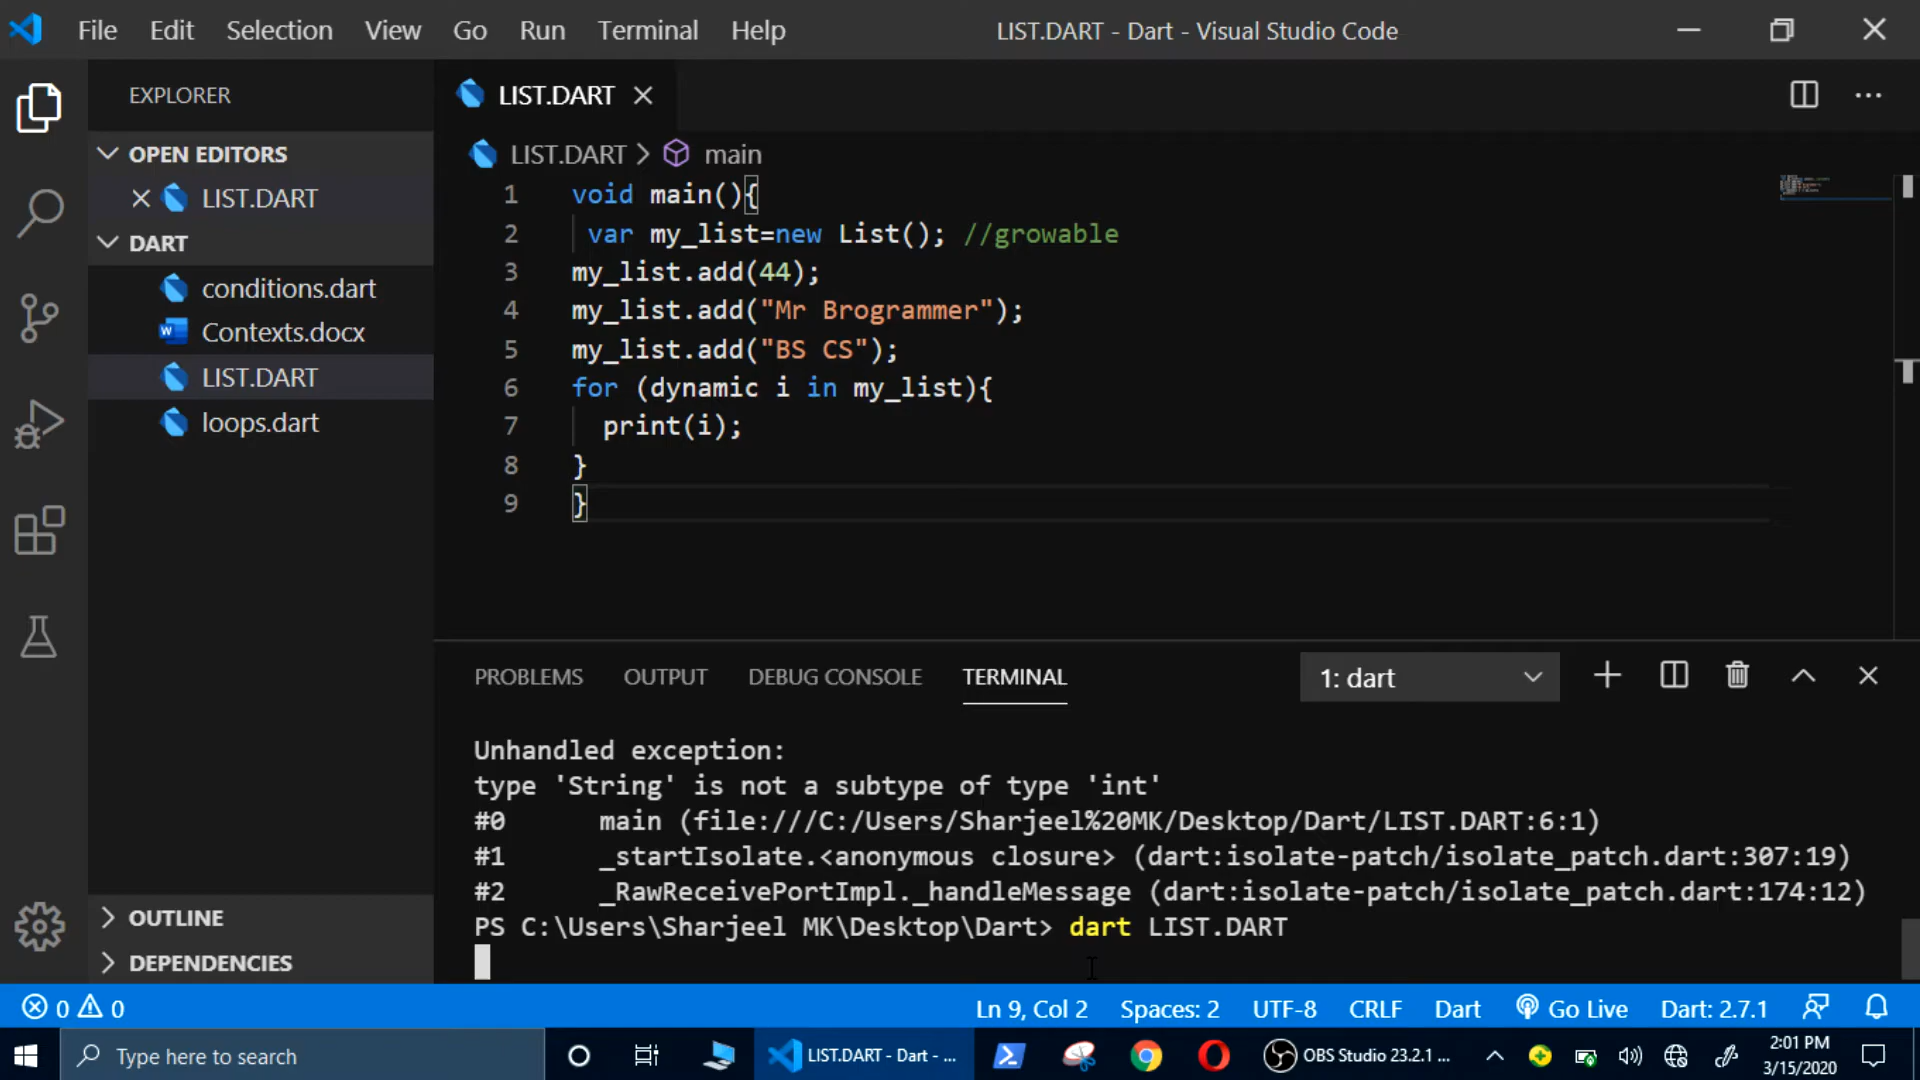 File Edit Selection View Go Run Terminal Help LIST.DART - Dart - Visual Studio Code
EXPLORER
OPEN EDITORS
LIST.DART
DART
conditions.dart
Contexts.docx
LIST.DART
loops.dart
OUTLINE
DEPENDENCIES
LIST.DART
LIST.DART > main
1 void main(){
2 var my_list=new List(); //growable
3 my_list.add(44);
4 my_list.add("Mr Brogrammer");
5 my_list.add("BS CS");
6 for (dynamic i in my_list){
7 print(i);
8 }
9 }
PROBLEMS OUTPUT DEBUG CONSOLE TERMINAL 1: dart
Unhandled exception:
type 'String' is not a subtype of type 'int'
#0 main (file:///C:/Users/Sharjeel%20MK/Desktop/Dart/LIST.DART:6:1)
#1 _startIsolate.<anonymous closure> (dart:isolate-patch/isolate_patch.dart:307:19)
#2 _RawReceivePortImpl._handleMessage (dart:isolate-patch/isolate_patch.dart:174:12)
PS C:\Users\Sharjeel MK\Desktop\Dart> dart LIST.DART
0 0 Ln 9, Col 2 Spaces: 2 UTF-8 CRLF Dart Go Live Dart: 2.7.1
Type here to search LIST.DART - Dart - ... OBS Studio 23.2.1 ... 2:01 PM
3/15/2020